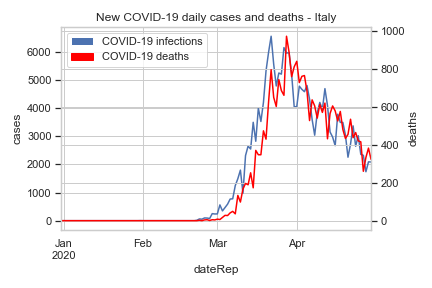 New COVID-19 daily cases and deaths - Italy
COVID-19 infections
COVID-19 deaths
6000
5000
4000
3000
2000
1000
0
cases
1000
800
600
400
200
0
deaths
Jan
2020
Feb
Mar
Apr
dateRep